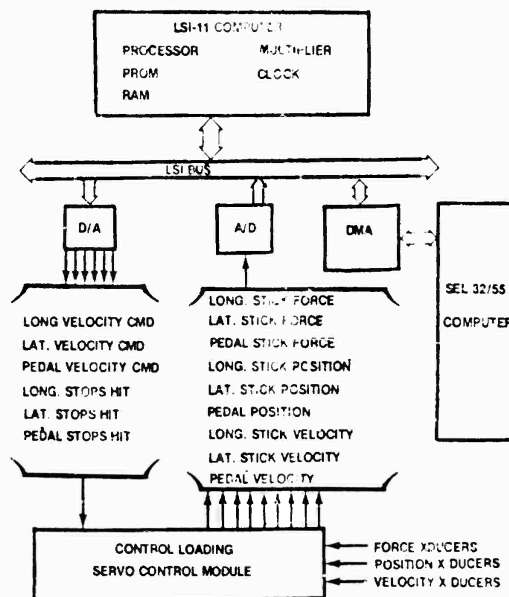 LSI-11 COMPUTER
PROCESSOR MULTIPLIER
PROM CLOCK
RAM
LSI BUS
D/A
A/D
DMA
SEL 32/55
COMPUTER
LONG VELOCITY CMD
LAT. VELOCITY CMD
PEDAL VELOCITY CMD
LONG. STOPS HIT
LAT. STOPS HIT
PEDAL STOPS HIT
LONG. STICK FORCE
LAT. STICK FORCE
PEDAL STICK FORCE
LONG. STICK POSITION
LAT. STICK POSITION
PEDAL POSITION
LONG. STICK VELOCITY
LAT. STICK VELOCITY
PEDAL VELOCITY
CONTROL LOADING
SERVO CONTROL MODULE
FORCE XDUCERS
POSITION X DUCERS
VELOCITY X DUCERS